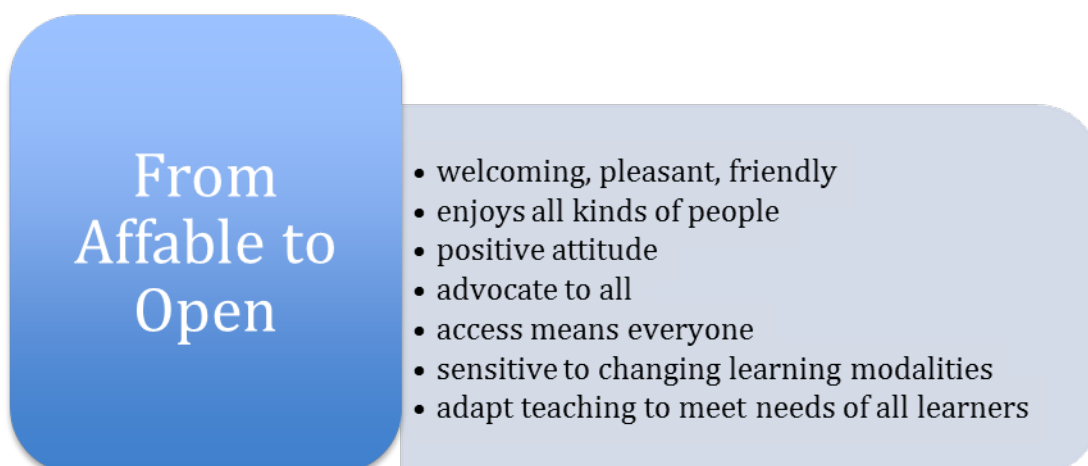 From
Affable to
Open
• welcoming, pleasant, friendly
• enjoys all kinds of people
• positive attitude
• advocate to all
• access means everyone
• sensitive to changing learning modalities
• adapt teaching to meet needs of all learners